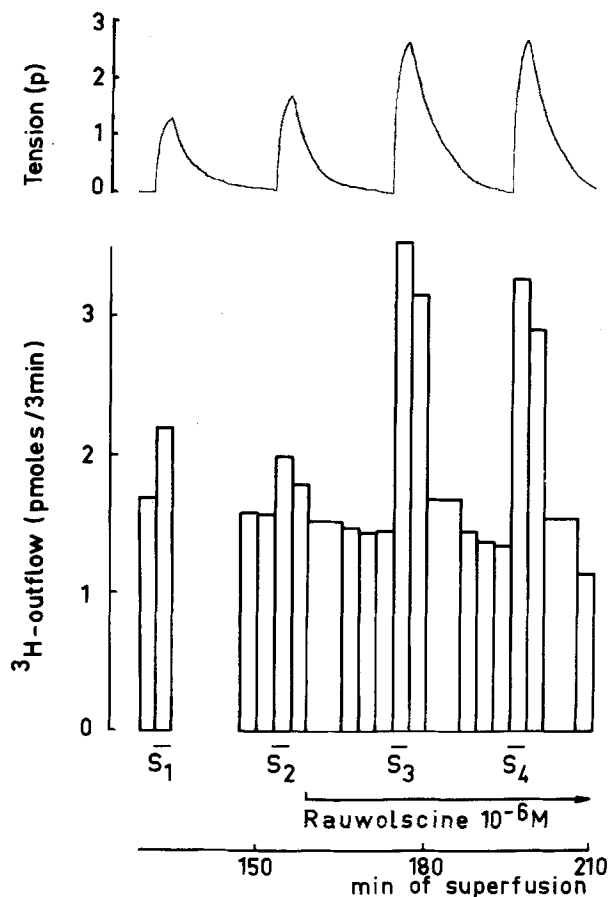 Tension (p)
3
2
1
0
³H-outflow (pmoles/3min)
3
2
1
0
S₁ S₂ S₃ S₄
Rauwolscine 10⁻⁶M
150 180 210
min of superfusion